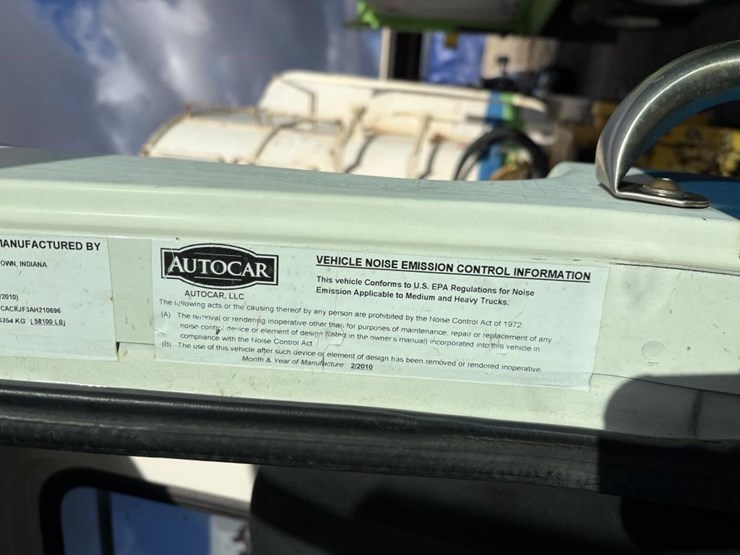 MANUFACTURED BY
OWN, INDIANA
2010)
CACRJF3AH210696
6354 KG (58100 LB)
AUTOCAR
AUTOCAR, LLC
VEHICLE NOISE EMISSION CONTROL INFORMATION
This vehicle Conforms to U.S. EPA Regulations for Noise
Emission Applicable to Medium and Heavy Trucks.
The following acts or the causing thereof by any person are prohibited by the Noise Control Act of 1972
(A) The removal or rendering inoperative other than for purposes of maintenance, repair or replacement of any
noise control device or element of design (listed in the owner's manual) incorporated into this vehicle in
compliance with the Noise Control Act
(B) The use of this vehicle after such device or element of design has been removed or rendered inoperative
Month & Year of Manufacture: 2/2010